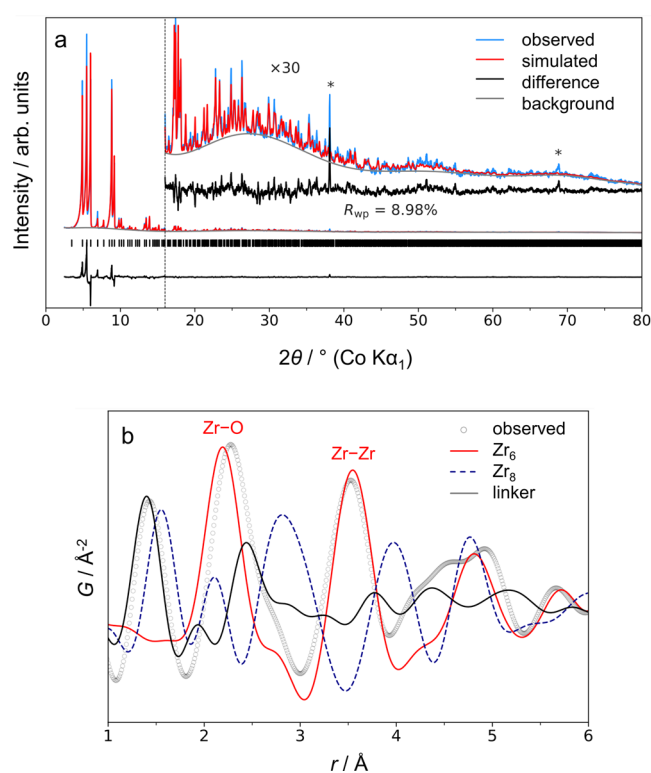 a
observed
simulated
difference
background
×30
*
*
Rwp = 8.98%
Intensity / arb. units
0 10 20 30 40 50 60 70 80
2θ / ° (Co Kα1)
b
Zr−O
Zr−Zr
observed
Zr6
Zr8
linker
G / Å-2
1 2 3 4 5 6
r / Å